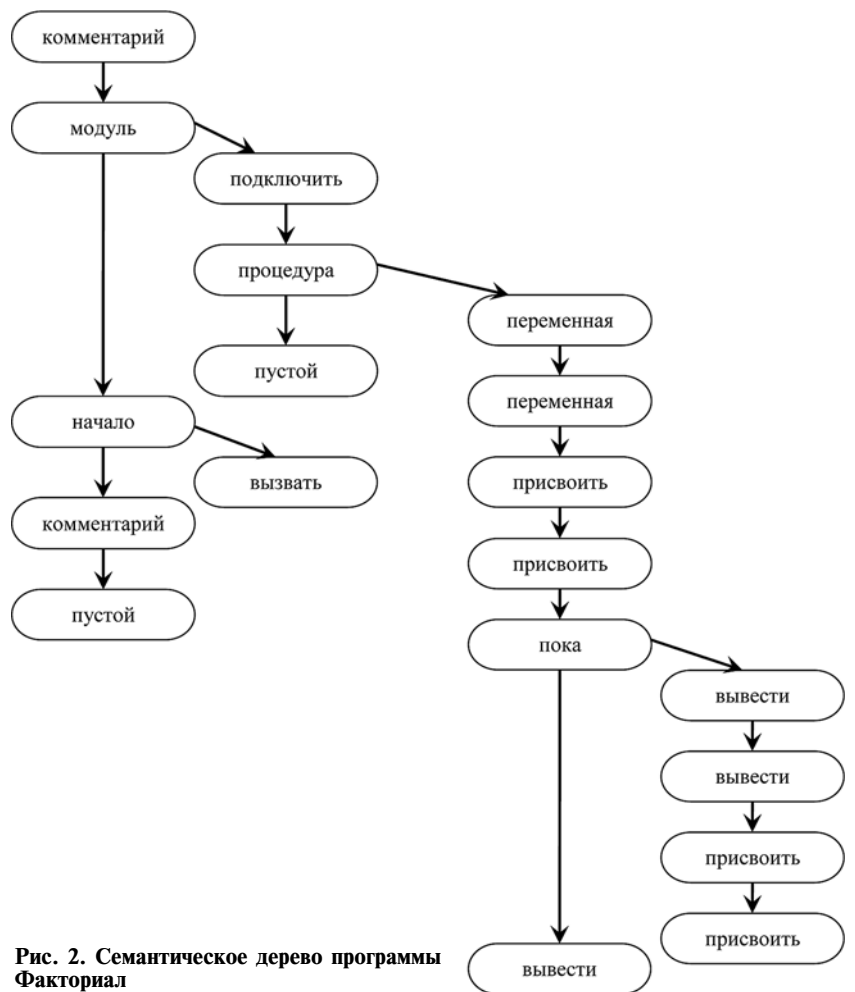 комментарий
модуль
подключить
процедура
переменная
пустой
переменная
начало
вызвать
присвоить
комментарий
присвоить
пустой
пока
вывести
вывести
присвоить
присвоить
Рис. 2. Семантическое дерево программы
Факториал
вывести